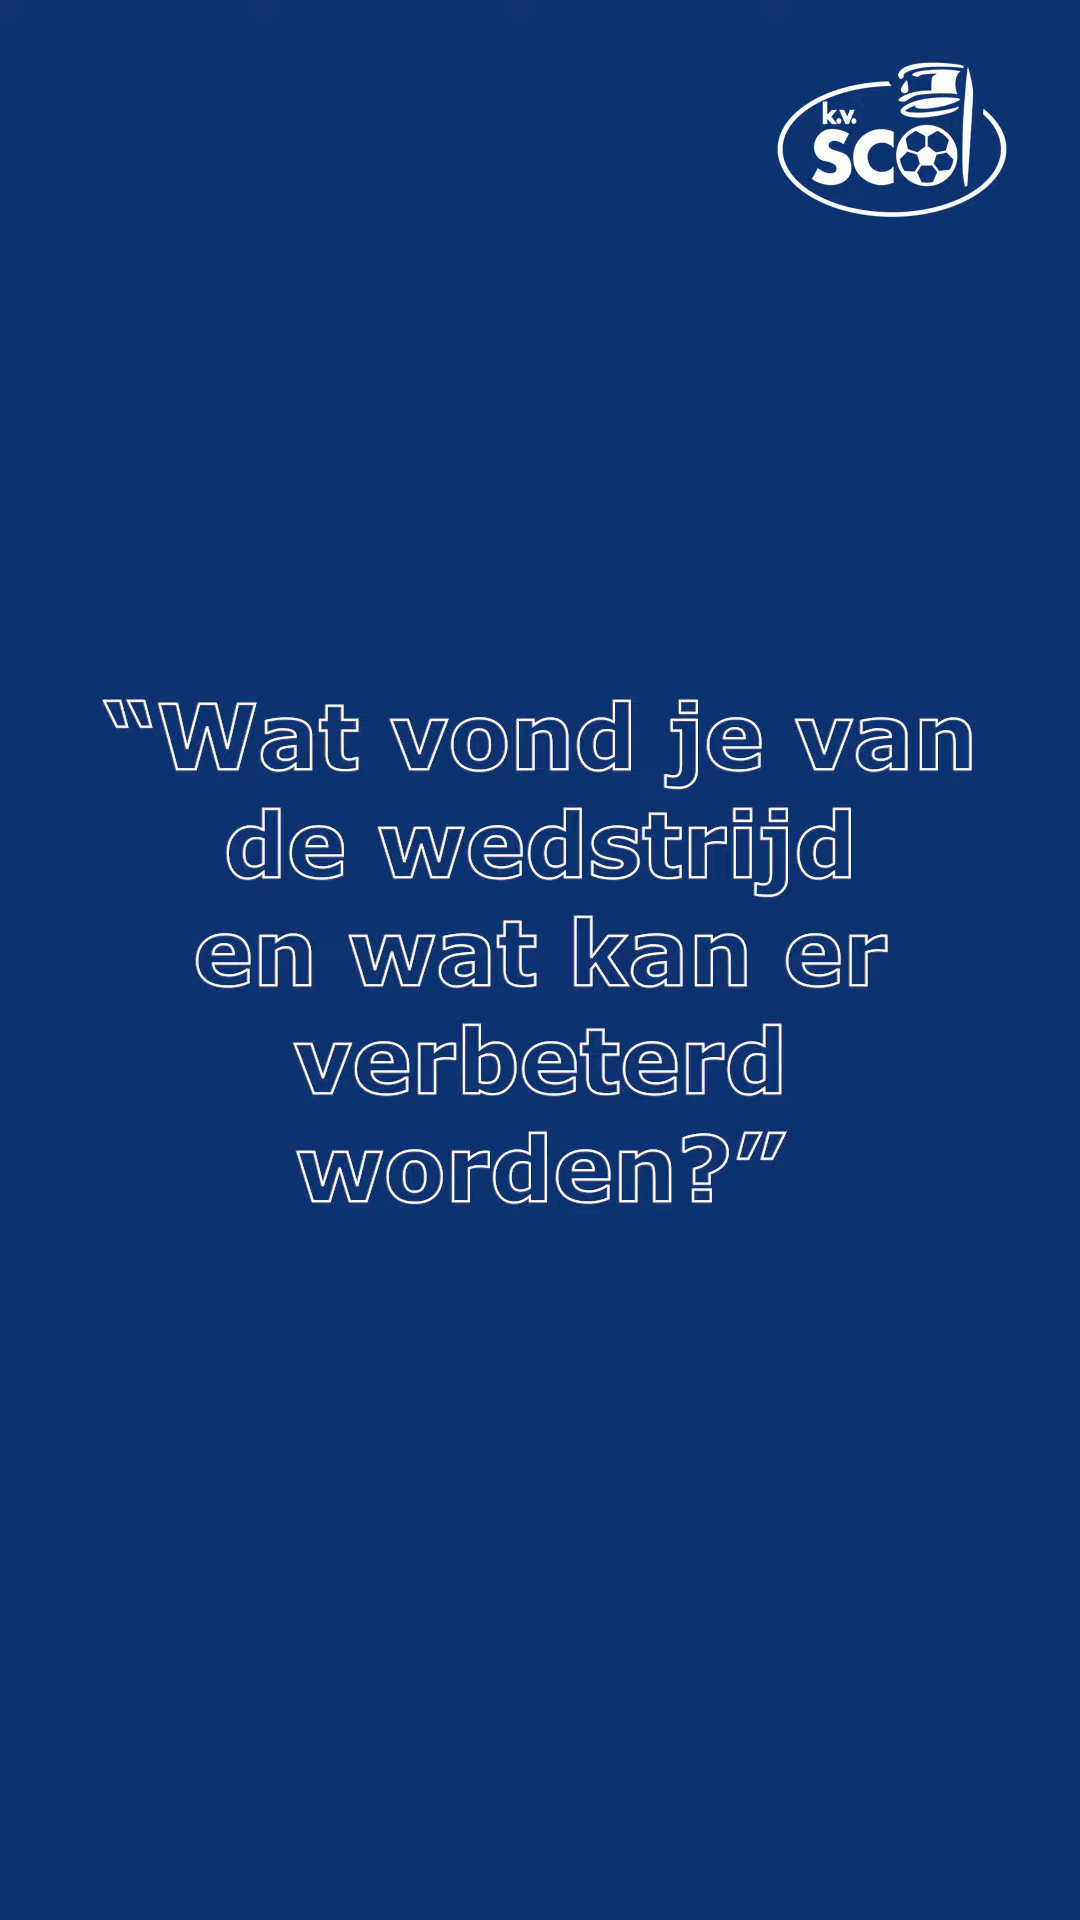 k.v.
SCO
“Wat vond je van
de wedstrijd
en wat kan er
verbeterd
worden?”